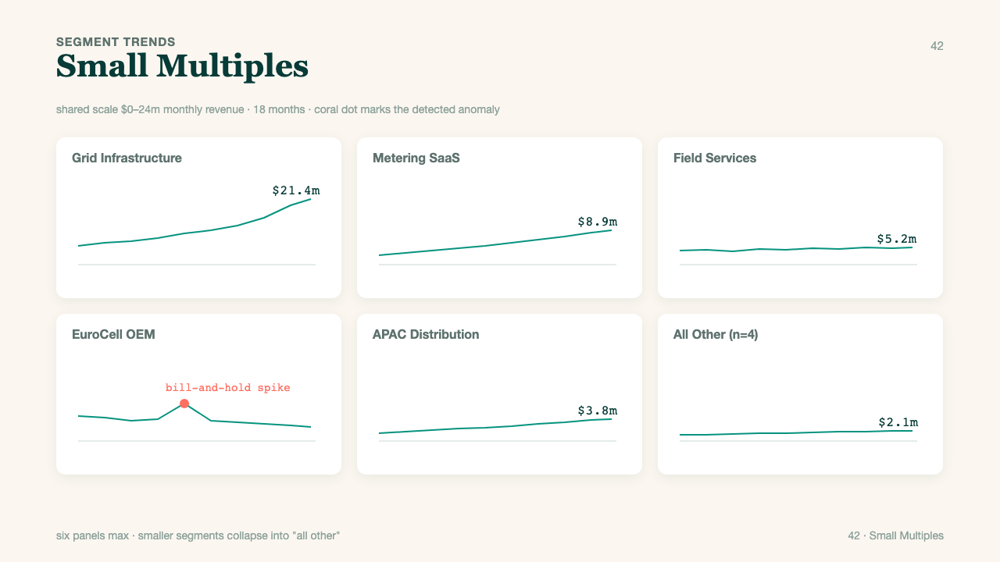 SEGMENT TRENDS
42
Small Multiples
shared scale $0–24m monthly revenue · 18 months · coral dot marks the detected anomaly
Grid Infrastructure
$21.4m
Metering SaaS
$8.9m
Field Services
$5.2m
EuroCell OEM
bill-and-hold spike
APAC Distribution
$3.8m
All Other (n=4)
$2.1m
six panels max · smaller segments collapse into "all other"
42 · Small Multiples